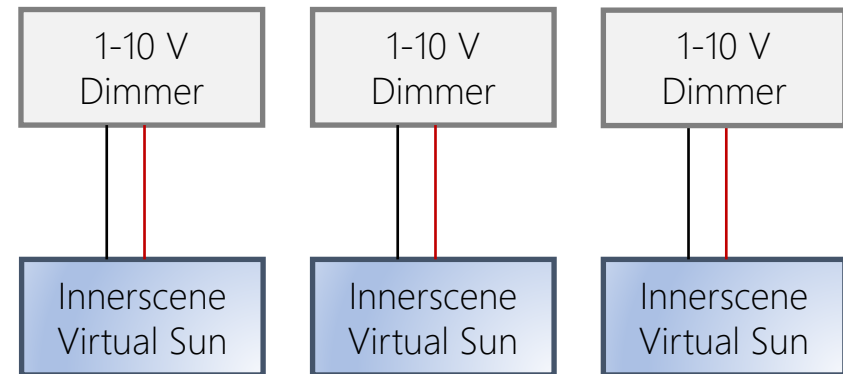 1-10 V
Dimmer
1-10 V
Dimmer
1-10 V
Dimmer
Innerscene
Virtual Sun
Innerscene
Virtual Sun
Innerscene
Virtual Sun